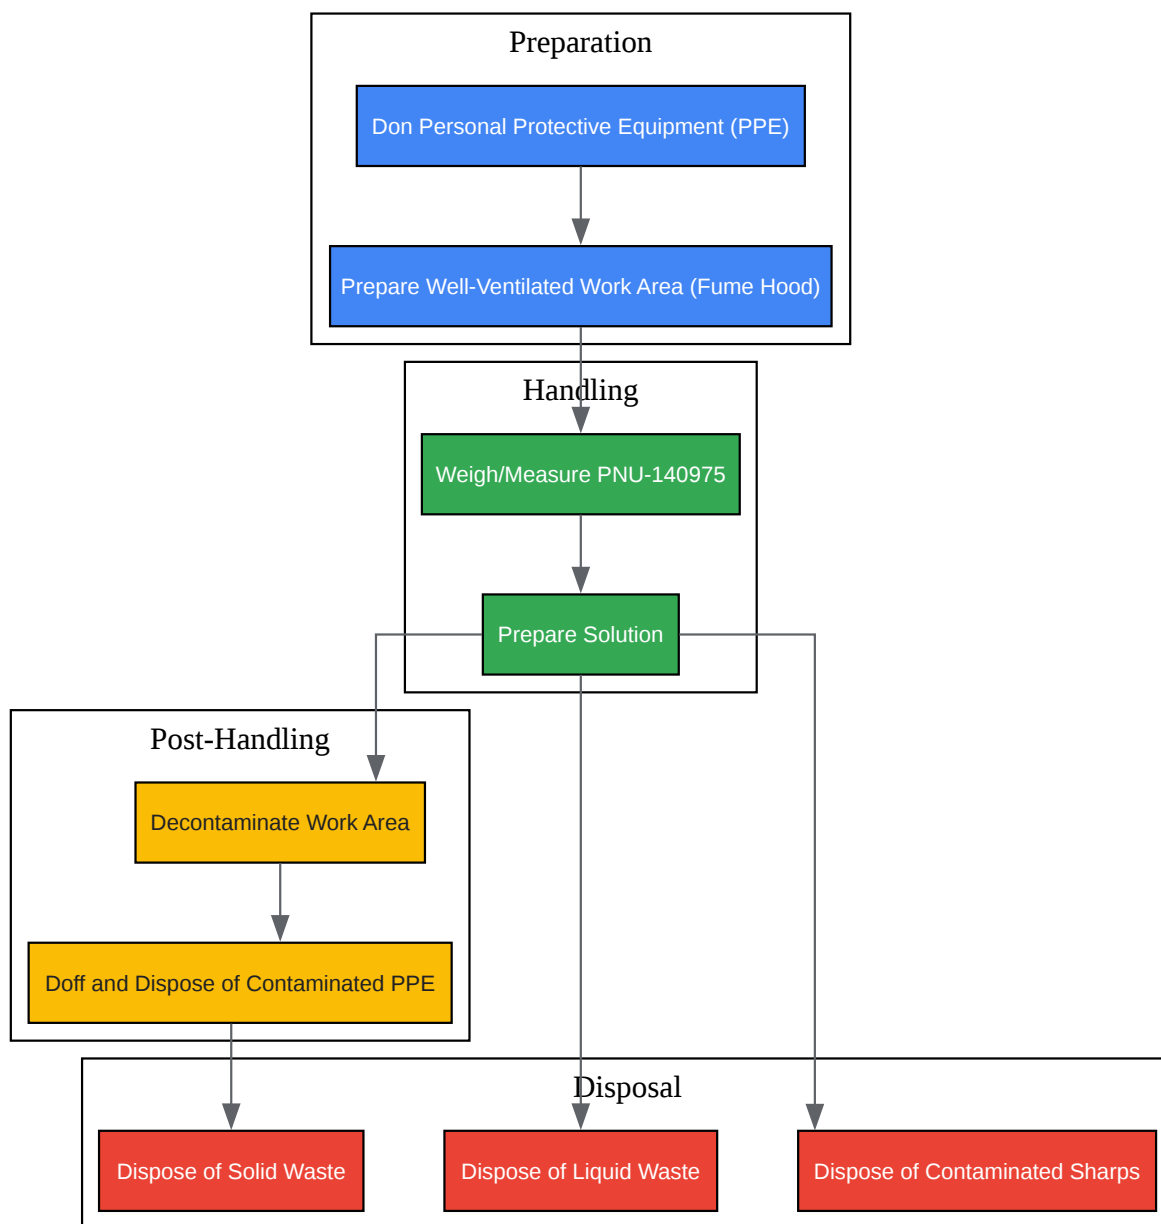 Preparation
Don Personal Protective Equipment (PPE)
Prepare Well-Ventilated Work Area (Fume Hood)
Handling
Weigh/Measure PNU-140975
Prepare Solution
Post-Handling
Decontaminate Work Area
Doff and Dispose of Contaminated PPE
Disposal
Dispose of Solid Waste
Dispose of Liquid Waste
Dispose of Contaminated Sharps